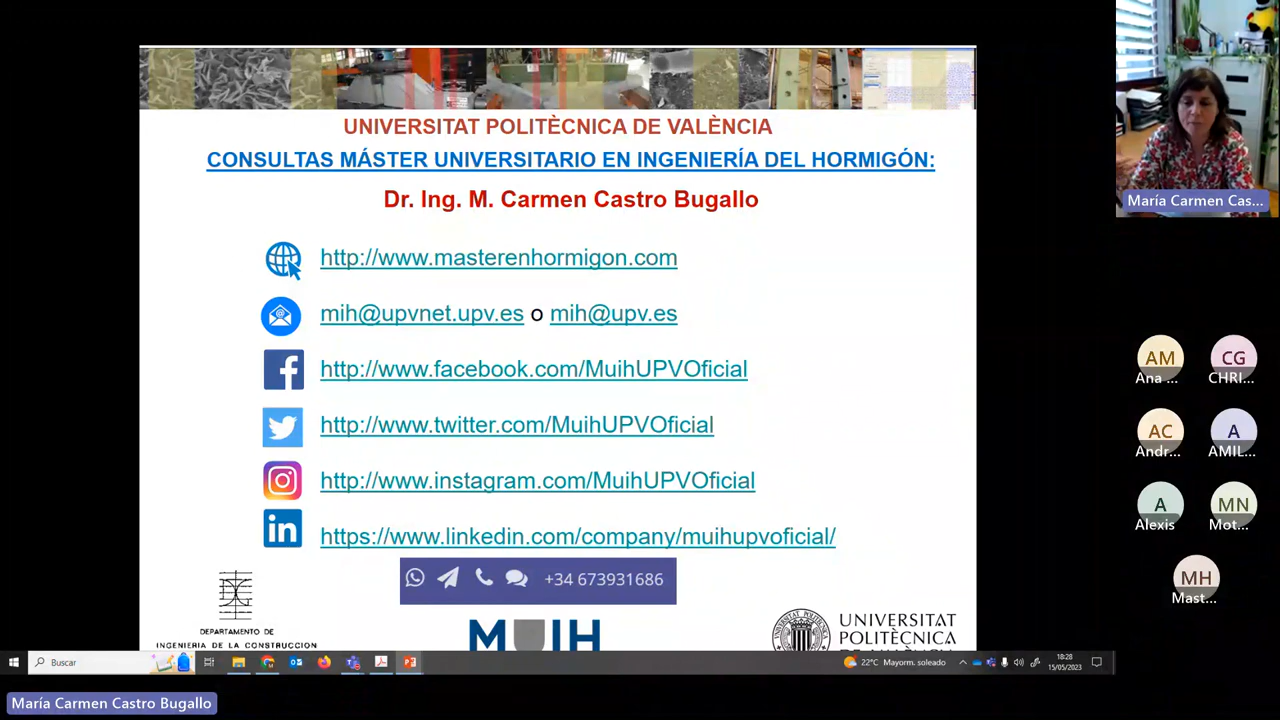 UNIVERSITAT POLITÈCNICA DE VALÈNCIA
CONSULTAS MÁSTER UNIVERSITARIO EN INGENIERÍA DEL HORMIGÓN:
Dr. Ing. M. Carmen Castro Bugallo
http://www.masterenhormigon.com
mih@upvnet.upv.es o mih@upv.es
http://www.facebook.com/MuihUPVOficial
http://www.twitter.com/MuihUPVOficial
http://www.instagram.com/MuihUPVOficial
https://www.linkedin.com/company/muihupvoficial/
+34 673931686
DEPARTAMENTO DE
INGENIERIA DE LA CONSTRUCCION
MUIH
UNIVERSITAT
POLITÈCNICA
Buscar
22ºC Mayorm. soleado
18:28
15/05/2023
María Carmen Castro Bugallo
María Carmen Cas...
AM
Ana ...
CG
CHRI...
AC
Andr...
A
AMIL...
A
Alexis
MN
Mot...
MH
Mast...